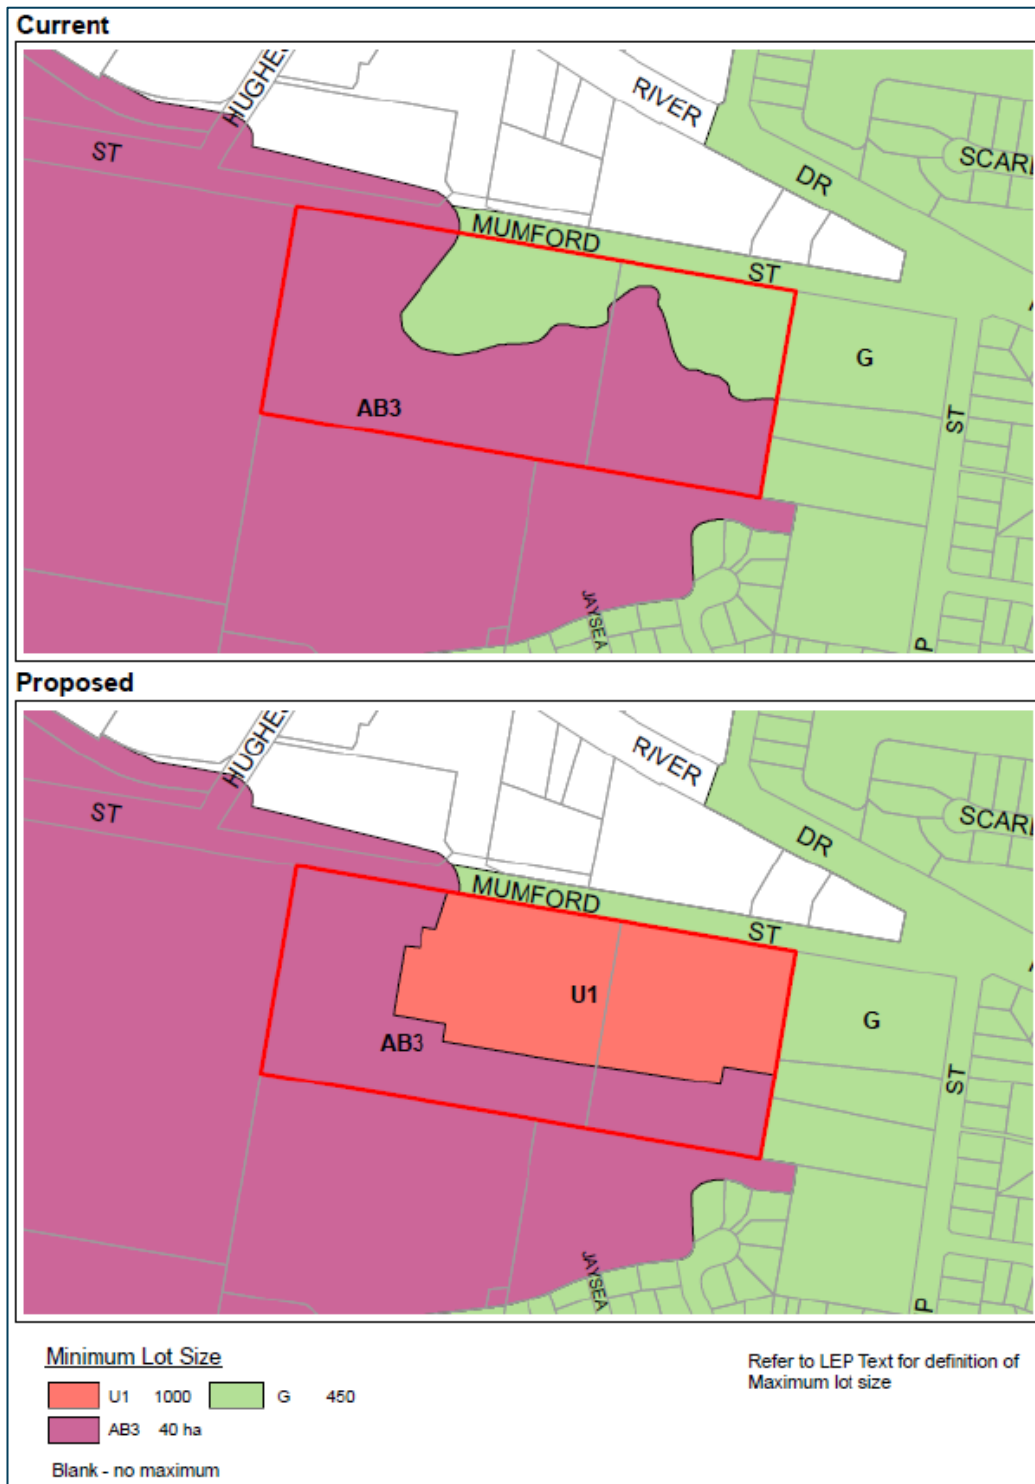 Current
HUGHES
ST
RIVER
DR
SCARL
MUMFORD
ST
G
AB3
ST
JAYSEA
P
Proposed
HUGHES
ST
RIVER
DR
SCARL
MUMFORD
ST
U1
G
AB3
ST
JAYSEA
P
Minimum Lot Size
U1 1000 G 450
AB3 40 ha
Blank - no maximum
Refer to LEP Text for definition of
Maximum lot size